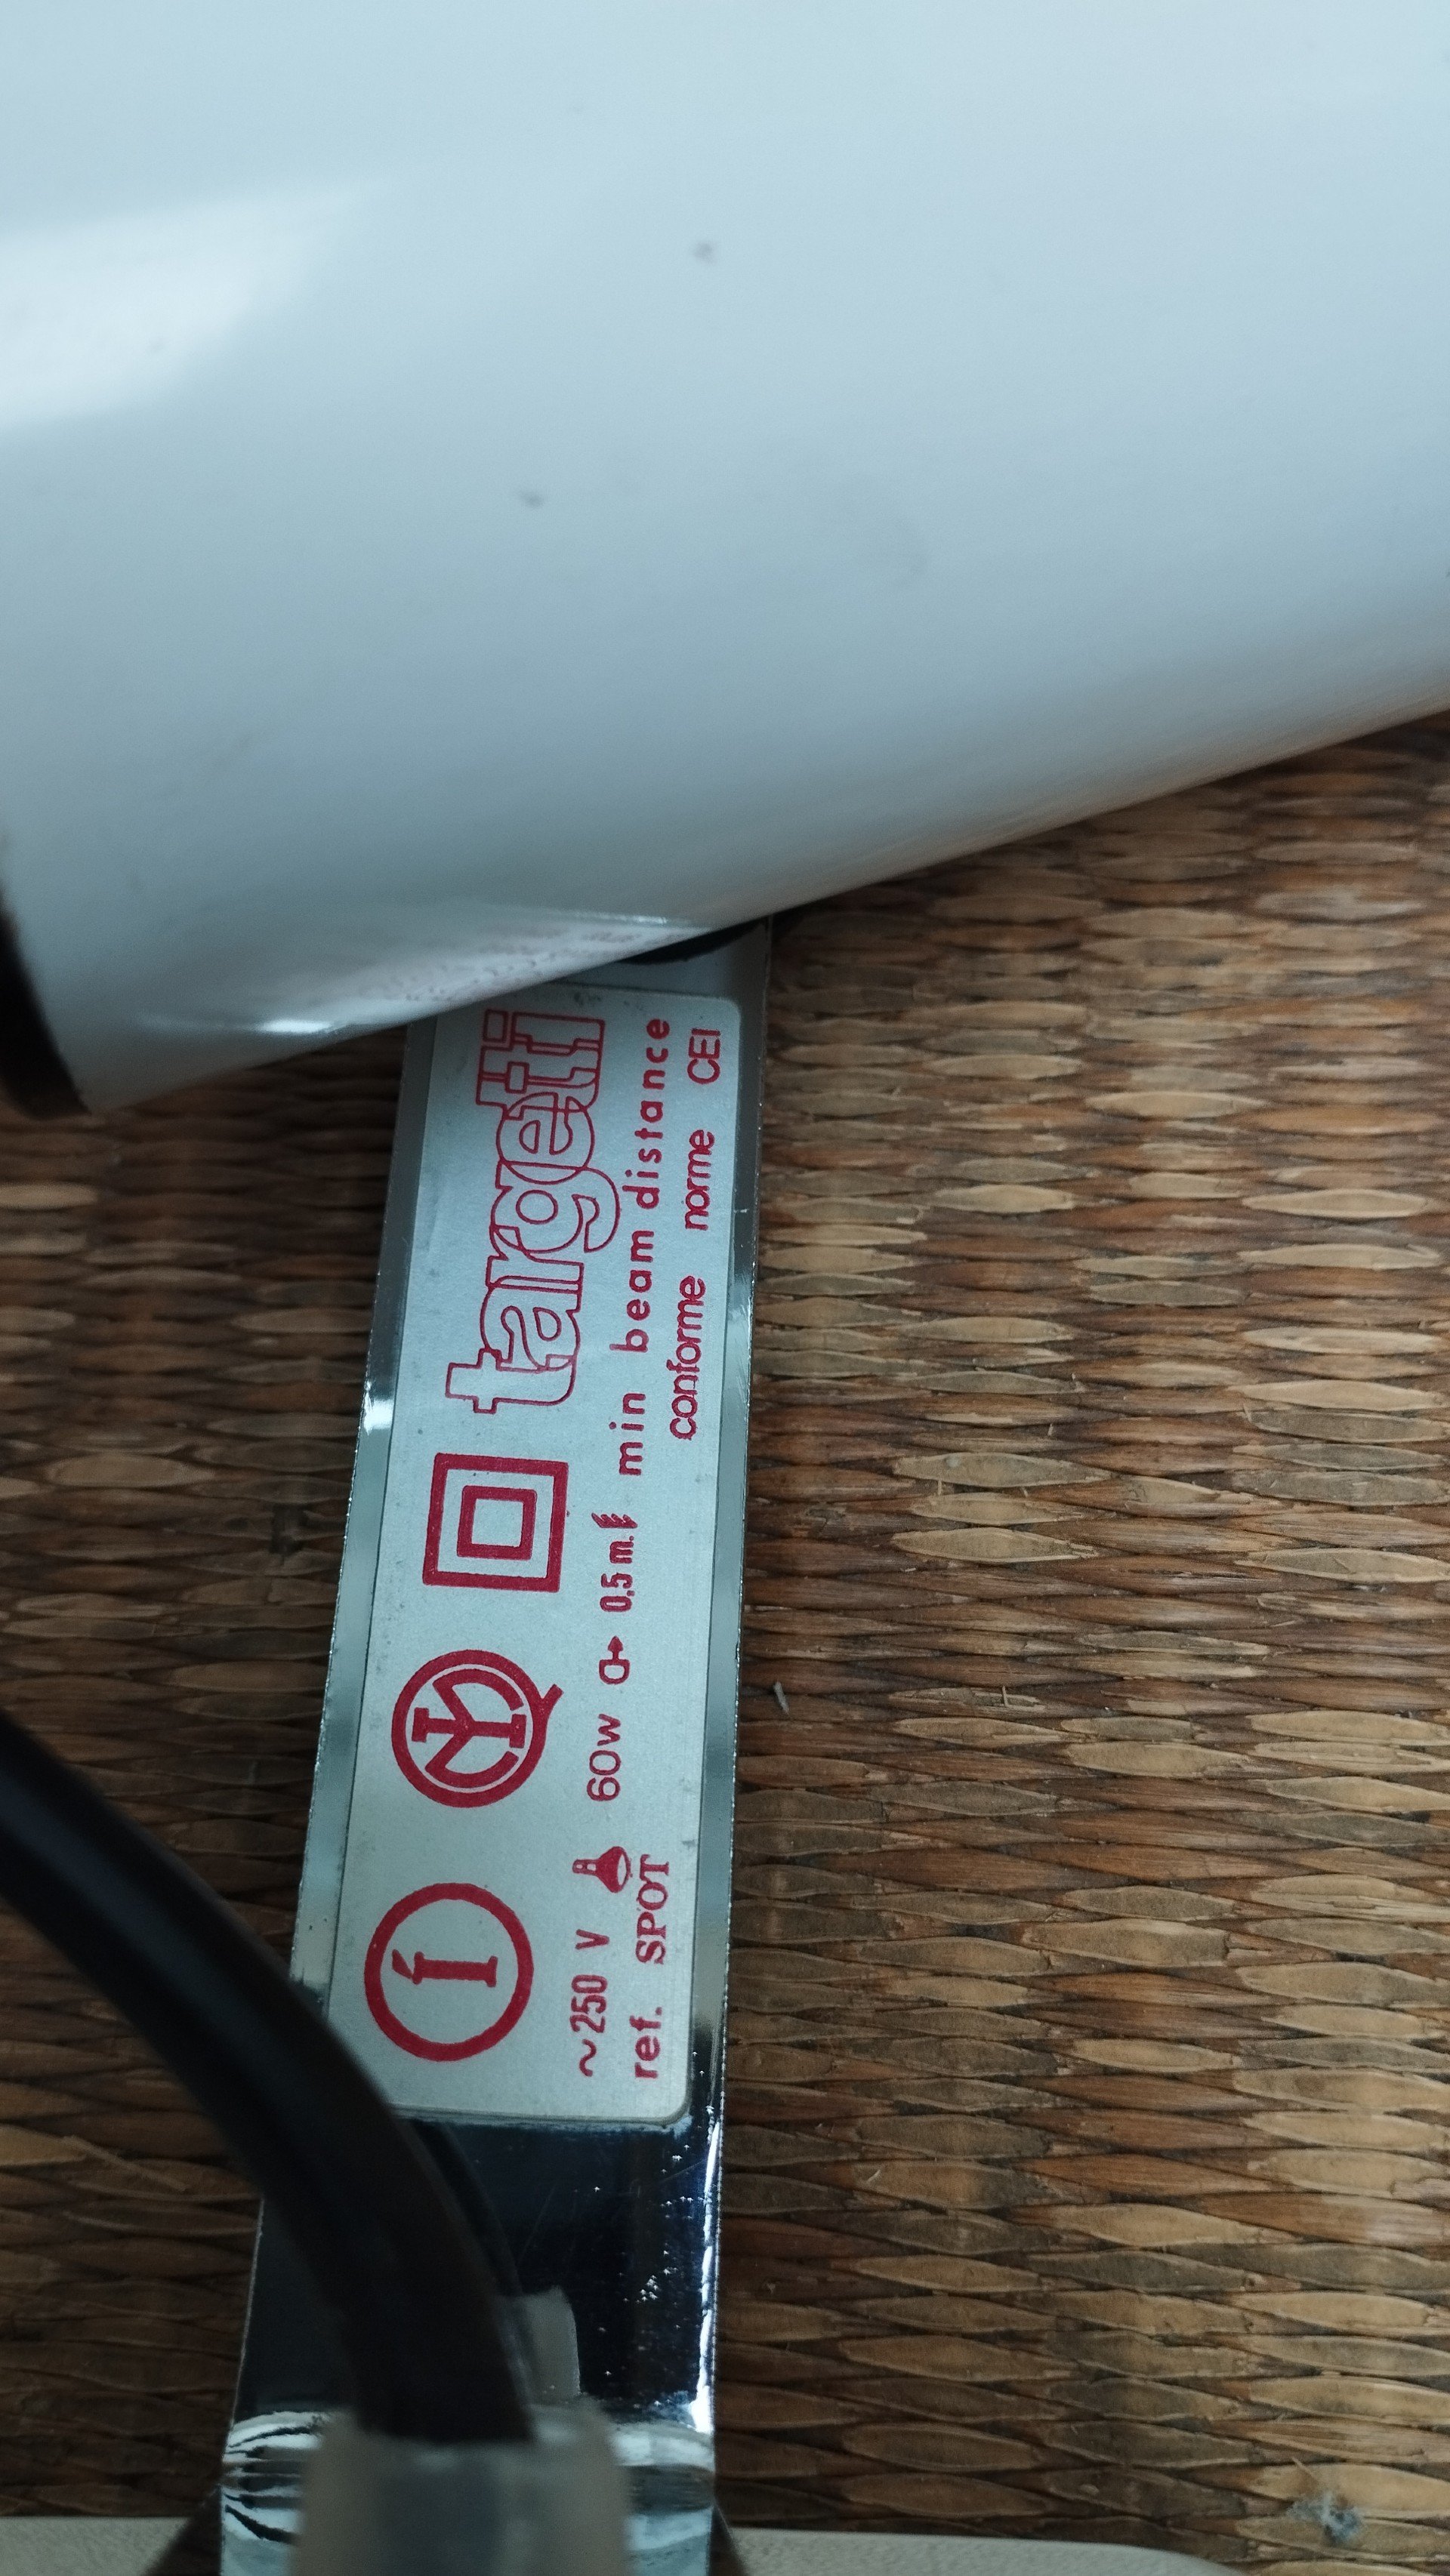 targetti
~250 V 60w 0,5 m. min beam distance
ref. SPOT conforme norme CEI